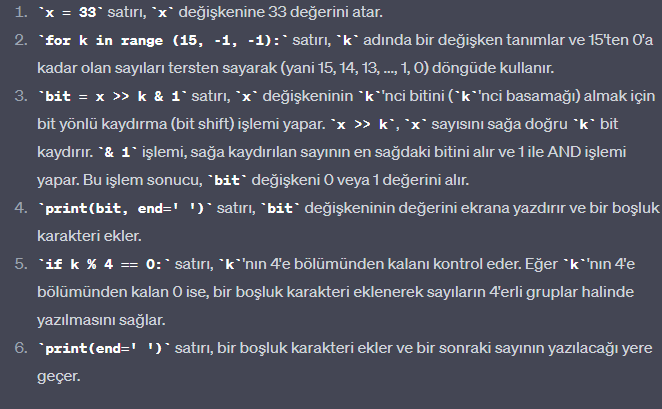 1. `x = 33` satırı, `x` değişkenine 33 değerini atar.
2. `for k in range (15, -1, -1):` satırı, `k` adında bir değişken tanımlar ve 15'ten 0'a
kadar olan sayıları tersten sayarak (yani 15, 14, 13, ..., 1, 0) döngüde kullanır.
3. `bit = x >> k & 1` satırı, `x` değişkeninin `k`'nci bitini (`k`'nci basamağı) almak için
bit yönlü kaydırma (bit shift) işlemi yapar. `x >> k`, `x` sayısını sağa doğru `k` bit
kaydırır. `& 1` işlemi, sağa kaydırılan sayının en sağdaki bitini alır ve 1 ile AND işlemi
yapar. Bu işlem sonucu, `bit` değişkeni 0 veya 1 değerini alır.
4. `print(bit, end=' ')` satırı, `bit` değişkeninin değerini ekrana yazdırır ve bir boşluk
karakteri ekler.
5. `if k % 4 == 0:` satırı, `k`'nın 4'e bölümünden kalanı kontrol eder. Eğer `k`'nın 4'e
bölümünden kalan 0 ise, bir boşluk karakteri eklenerek sayıların 4'erli gruplar halinde
yazılmasını sağlar.
6. `print(end=' ')` satırı, bir boşluk karakteri ekler ve bir sonraki sayının yazılacağı yere
geçer.